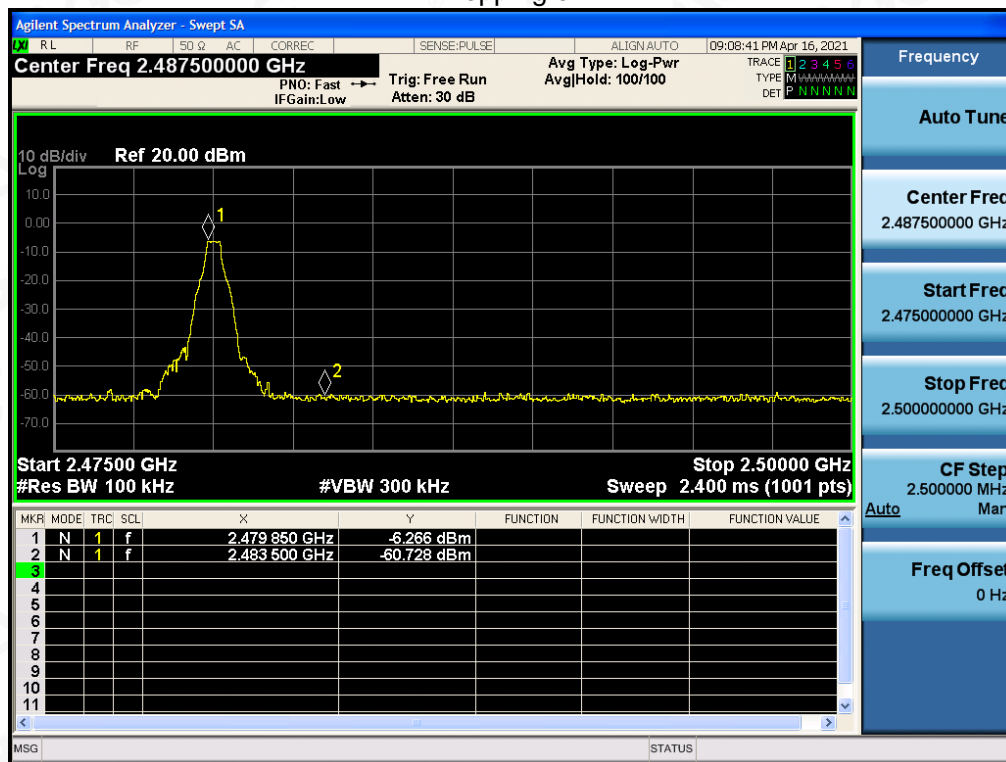 Agilent Spectrum Analyzer - Swept SA
LXI RL RF 50 Ω AC CORREC SENSE:PULSE ALIGN AUTO 09:08:41 PM Apr 16, 2021
Center Freq 2.487500000 GHz
PNO: Fast
IFGain:Low
Trig: Free Run
Atten: 30 dB
Avg Type: Log-Pwr
Avg|Hold: 100/100
TRACE 1 2 3 4 5 6
TYPE M WWWWW
DET P N N N N N
10 dB/div
Log
Ref 20.00 dBm
10.0
0.00
-10.0
-20.0
-30.0
-40.0
-50.0
-60.0
-70.0
1
2
Start 2.47500 GHz Stop 2.50000 GHz
#Res BW 100 kHz #VBW 300 kHz Sweep 2.400 ms (1001 pts)
MKR MODE TRC SCL X Y FUNCTION FUNCTION WIDTH FUNCTION VALUE
1 N 1 f 2.479 850 GHz -6.266 dBm
2 N 1 f 2.483 500 GHz -60.728 dBm
3
4
5
6
7
8
9
10
11
MSG STATUS
Frequency
Auto Tune
Center Freq
2.487500000 GHz
Start Freq
2.475000000 GHz
Stop Freq
2.500000000 GHz
CF Step
2.500000 MHz
Auto Man
Freq Offset
0 Hz